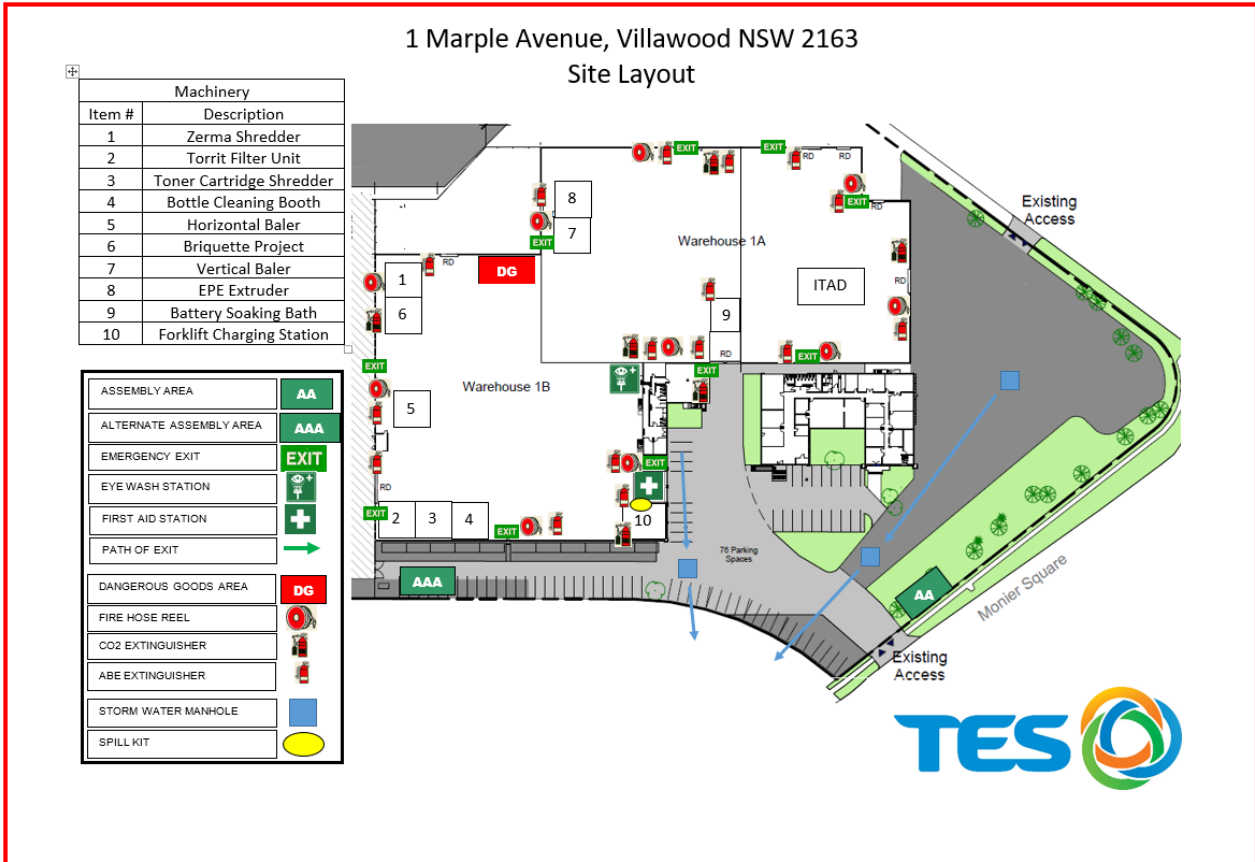 1 Marple Avenue, Villawood NSW 2163
Site Layout
Machinery
Item # Description
1 Zerma Shredder
2 Torrit Filter Unit
3 Toner Cartridge Shredder
4 Bottle Cleaning Booth
5 Horizontal Baler
6 Briquette Project
7 Vertical Baler
8 EPE Extruder
9 Battery Soaking Bath
10 Forklift Charging Station
ASSEMBLY AREA AA
ALTERNATE ASSEMBLY AREA AAA
EMERGENCY EXIT EXIT
EYE WASH STATION
FIRST AID STATION
PATH OF EXIT
DANGEROUS GOODS AREA DG
FIRE HOSE REEL
CO2 EXTINGUISHER
ABE EXTINGUISHER
STORM WATER MANHOLE
SPILL KIT
EXIT
EXIT
RD
RD
8
EXIT
RD
Existing
Access
7
EXIT
Warehouse 1A
RD
DG
1
RD
ITAD
6
9
RD
EXIT
EXIT
EXIT
Warehouse 1B
5
EXIT
RD
EXIT
2
3
4
EXIT
10
76 Parking
Spaces
AAA
AA
Monier Square
Existing
Access
TES